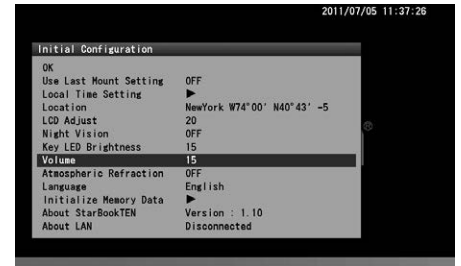 2011/07/05 11:37:26
Initial Configuration
OK
Use Last Mount Setting OFF
Local Time Setting ▶
Location NewYork W74°00′ N40°43′ -5
LCD Adjust 20
Night Vision OFF
Key LED Brightness 15
Volume 15
Atmospheric Refraction OFF
Language English
Initialize Memory Data ▶
About StarBookTEN Version : 1.10
About LAN Disconnected